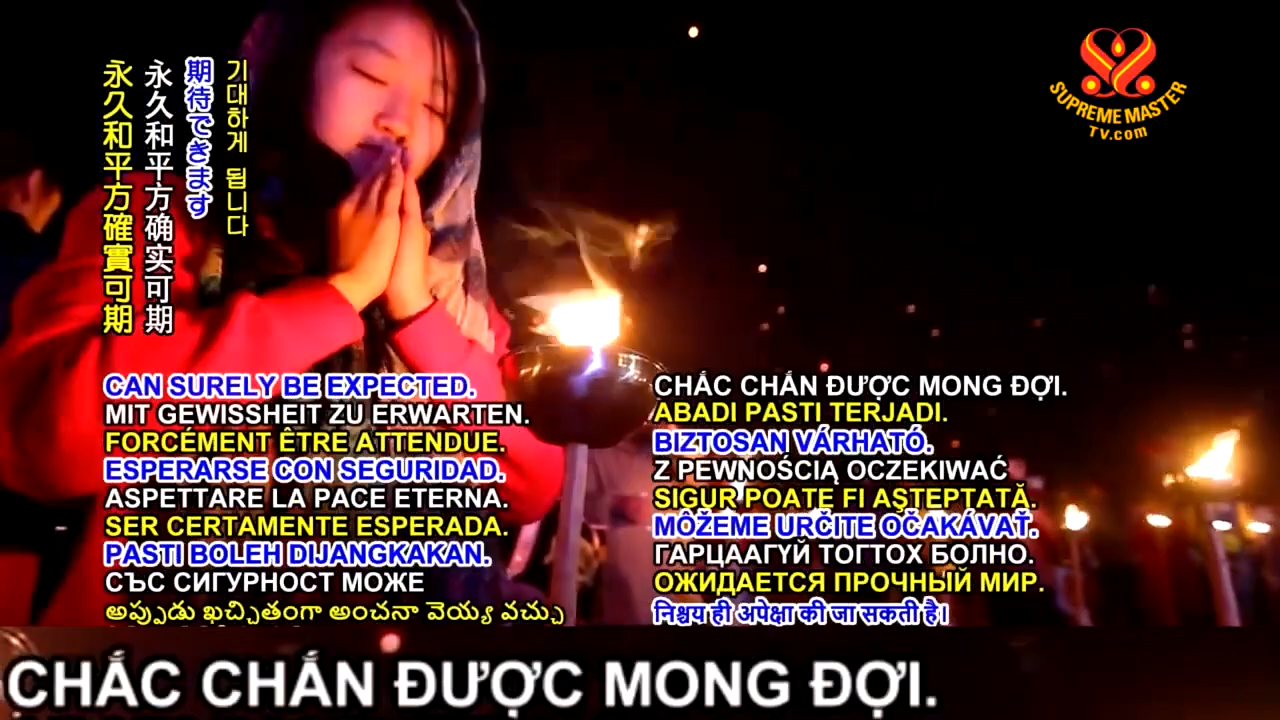 永久和平方確實可期
永久和平方确实可期
期待できます
기대하게 됩니다
SUPREME MASTER
TV.com
CAN SURELY BE EXPECTED.
MIT GEWISSHEIT ZU ERWARTEN.
FORCÉMENT ÊTRE ATTENDUE.
ESPERARSE CON SEGURIDAD.
ASPETTARE LA PACE ETERNA.
SER CERTAMENTE ESPERADA.
PASTI BOLEH DIJANGKAKAN.
СЪС СИГУРНОСТ МОЖЕ
అప్పుడు ఖచ్చితంగా అంచనా వెయ్య వచ్చు
CHẮC CHẮN ĐƯỢC MONG ĐỢI.
ABADI PASTI TERJADI.
BIZTOSAN VÁRHATÓ.
Z PEWNOŚCIĄ OCZEKIWAĆ
SIGUR POATE FI AŞTEPTATĂ.
MÔŽEME URČITE OČAKÁVAŤ.
ГАРЦААГҮЙ ТОГТОХ БОЛНО.
ОЖИДАЕТСЯ ПРОЧНЫЙ МИР.
निश्चय ही अपेक्षा की जा सकती है।
CHẮC CHẮN ĐƯỢC MONG ĐỢI.